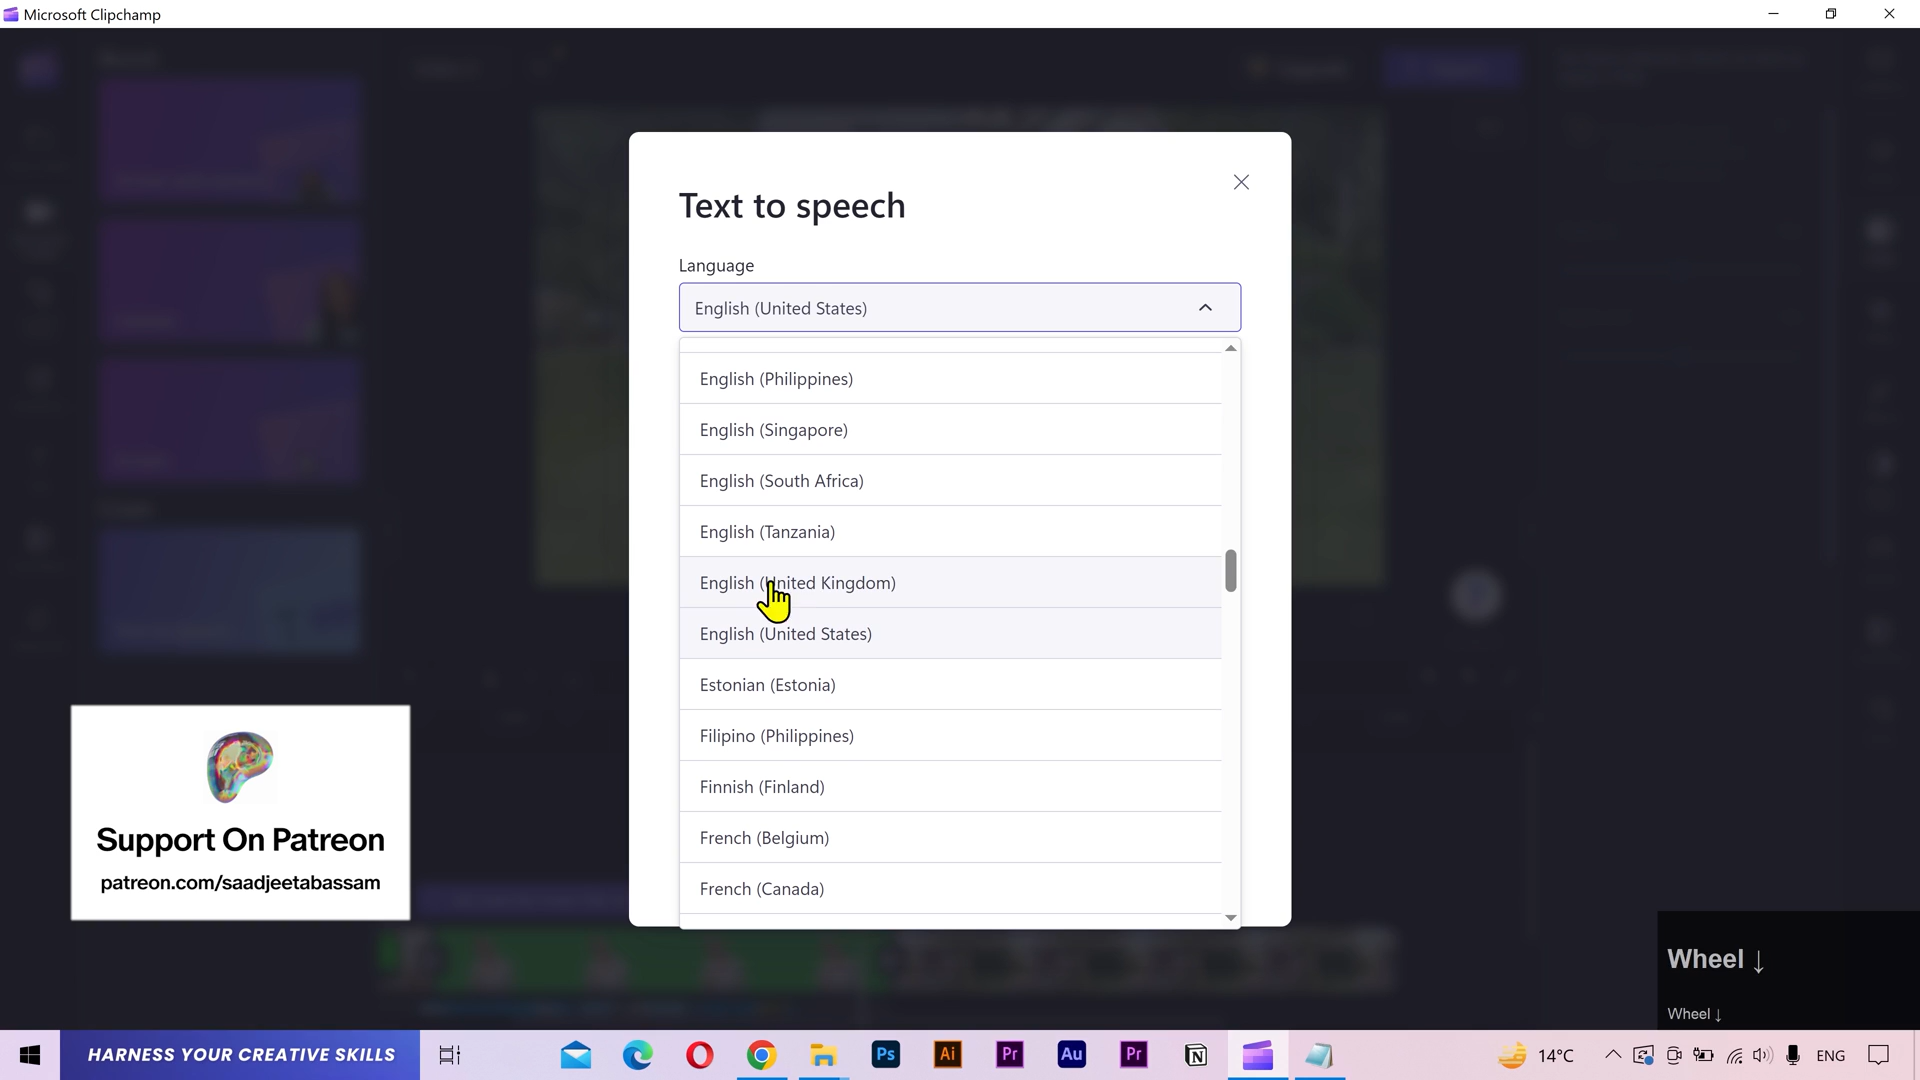 Microsoft Clipchamp
Text to speech
Language
English (United States)
English (Philippines)
English (Singapore)
English (South Africa)
English (Tanzania)
English (United Kingdom)
English (United States)
Estonian (Estonia)
Filipino (Philippines)
Finnish (Finland)
French (Belgium)
French (Canada)
Support On Patreon
patreon.com/saadjeetabassam
Wheel ↓
Wheel ↓
HARNESS YOUR CREATIVE SKILLS
Ps
Ai
Pr
Au
Pr
14°C
ENG